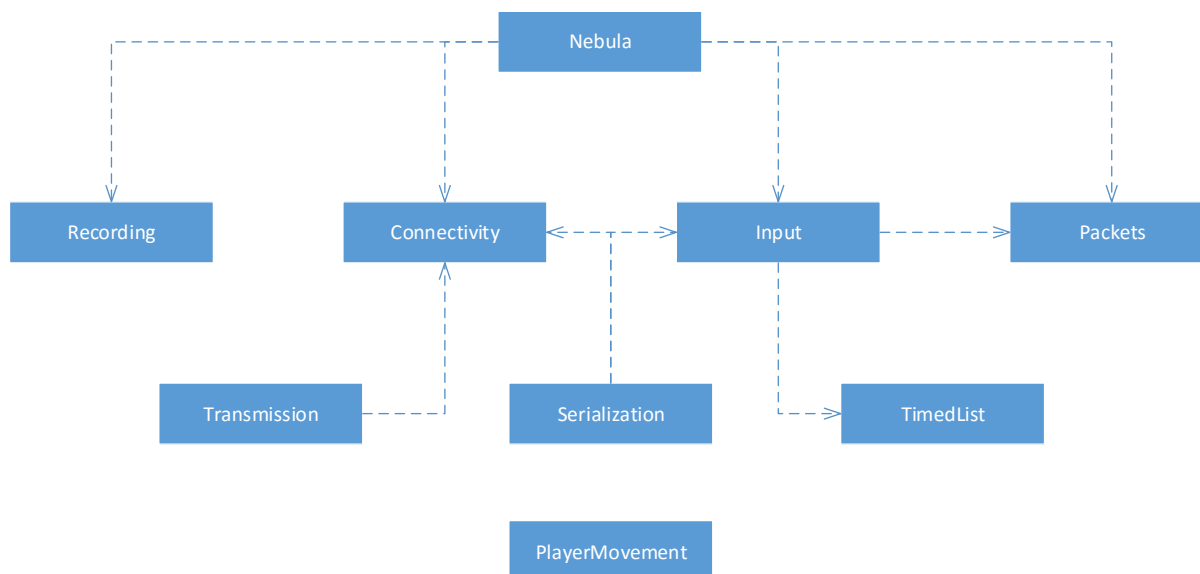 Nebula
Recording
Connectivity
Input
Packets
Transmission
Serialization
TimedList
PlayerMovement